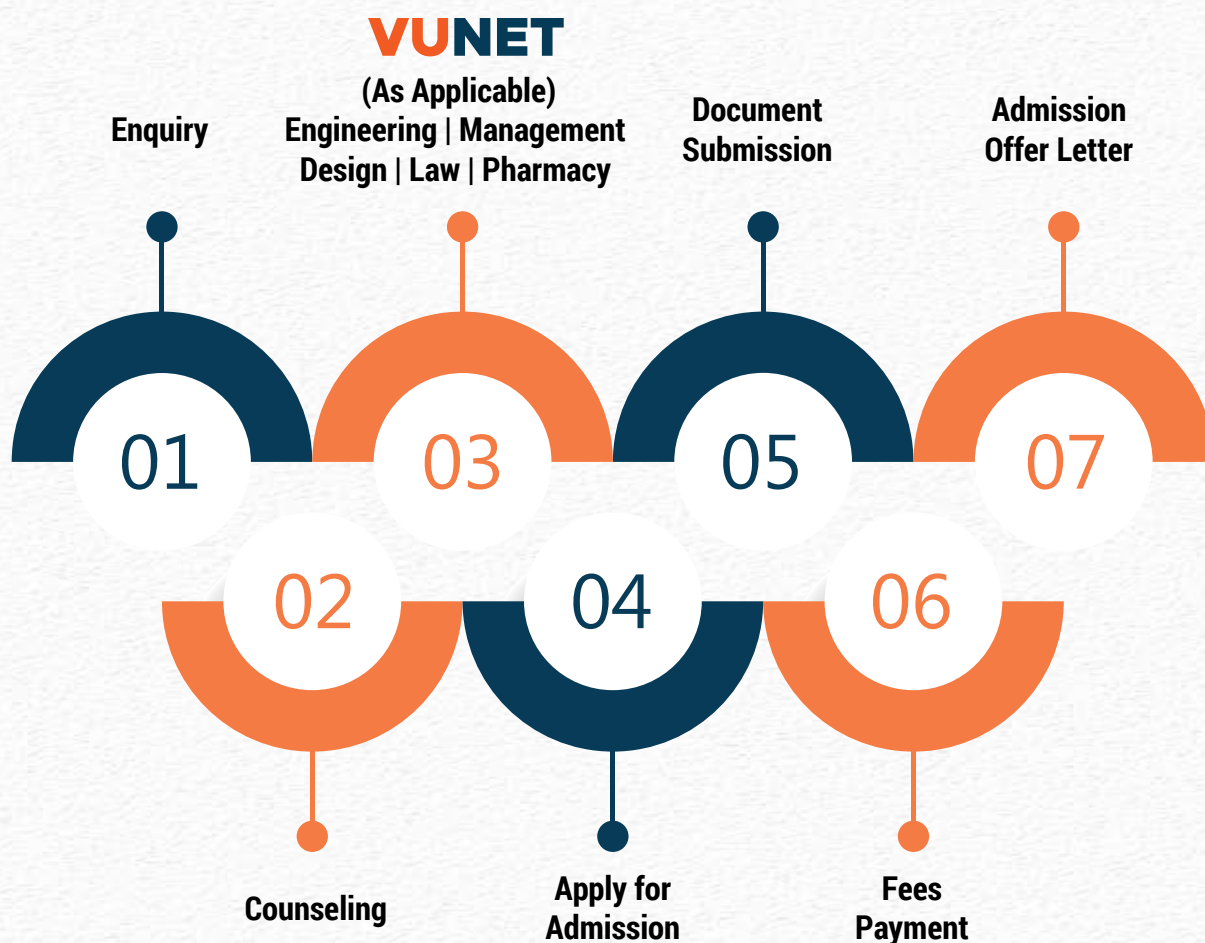 VUNET
(As Applicable)
Engineering | Management
Design | Law | Pharmacy
Enquiry
Document
Submission
Admission
Offer Letter
01
03
05
07
02
04
06
Counseling
Apply for
Admission
Fees
Payment